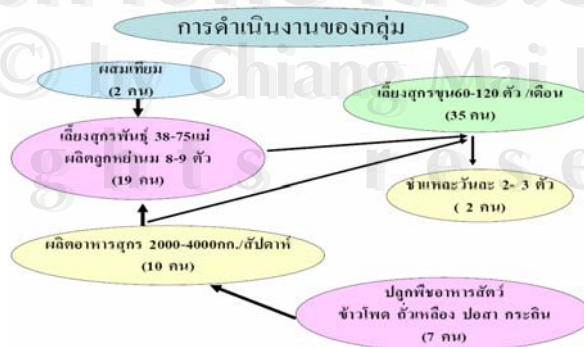 การดำเนินงานของกลุ่ม
© by Chiang Mai
ผสมเทียม
(2 คน)
เลี้ยงสุกรขุน60-120 ตัว /เดือน
(35 คน)
เลี้ยงสุกรพันธุ์ 38-75แม่
ผลิตลูกหย่านม 8-9 ตัว
(19 คน)
ชำแหละวันละ 2- 3 ตัว
( 2 คน)
ผลิตอาหารสุกร 2000-4000กก./สัปดาห์
(10 คน)
ปลูกพืชอาหารสัตว์
ข้าวโพด ถั่วเหลือง ปอสา กระถิน
(7 คน)